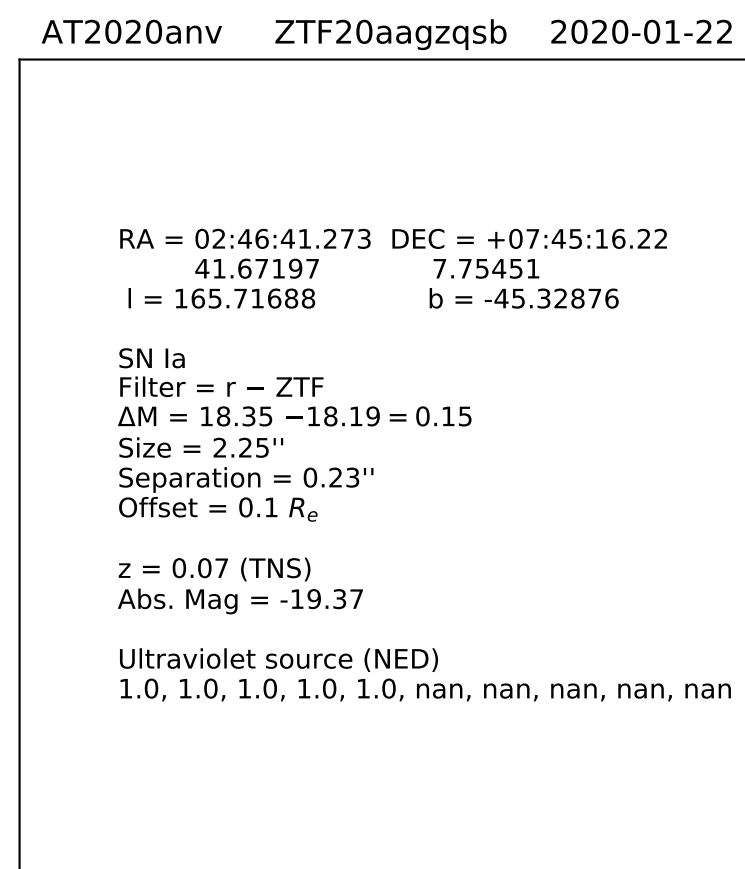 AT2020anv ZTF20aagzqsb 2020-01-22
RA = 02:46:41.273 DEC = +07:45:16.22
41.67197 7.75451
l = 165.71688 b = -45.32876
SN Ia
Filter = r − ZTF
ΔM = 18.35 −18.19 = 0.15
Size = 2.25''
Separation = 0.23''
Offset = 0.1 Rₑ
z = 0.07 (TNS)
Abs. Mag = -19.37
Ultraviolet source (NED)
1.0, 1.0, 1.0, 1.0, 1.0, nan, nan, nan, nan, nan